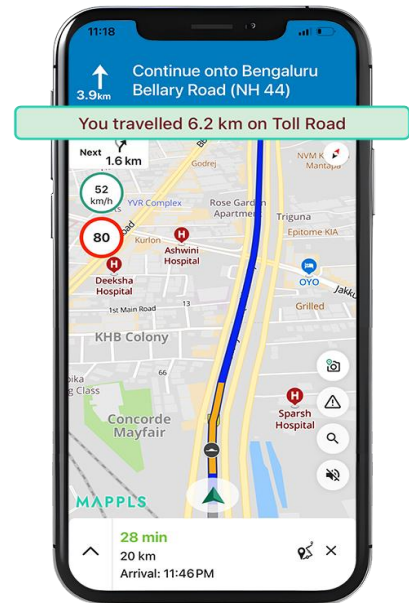 11:18
Continue onto Bengaluru
Bellary Road (NH 44)
3.9km
You travelled 6.2 km on Toll Road
Next
1.6 km
Godrej
NVM K
Mantapa
52
km/h
YVR Complex
Rose Garden
Apartment
Triguna
80
Kurlon
Epitome KIA
Ashwini
Hospital
Deeksha
Hospital
OYO
Jakku
1st Main Road
13
Grilled
KHB Colony
66
pika
g Class
Concorde
Mayfair
Sparsh
Hospital
MAPPLS
28 min
20 km
Arrival: 11:46PM